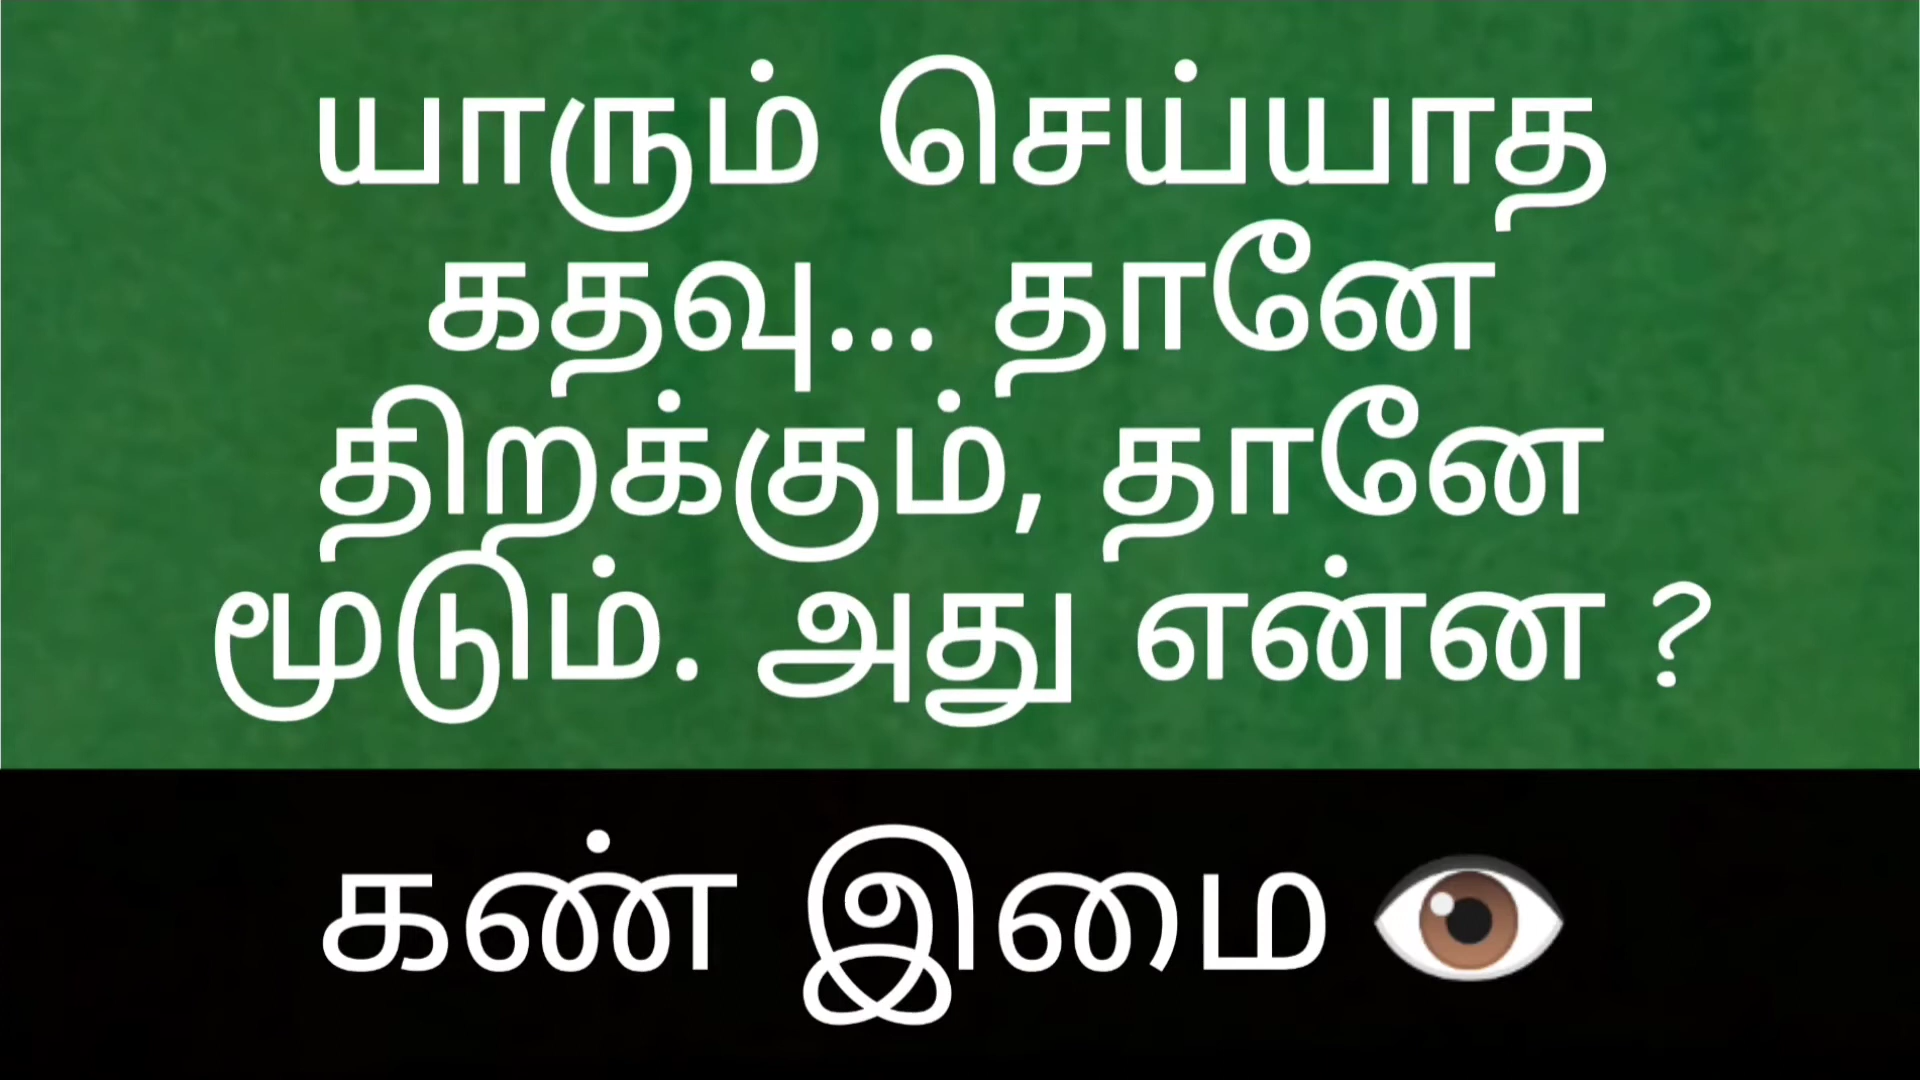 யாரும் செய்யாத
கதவு... தானே
திறக்கும், தானே
மூடும். அது என்ன ?
கண் இமை